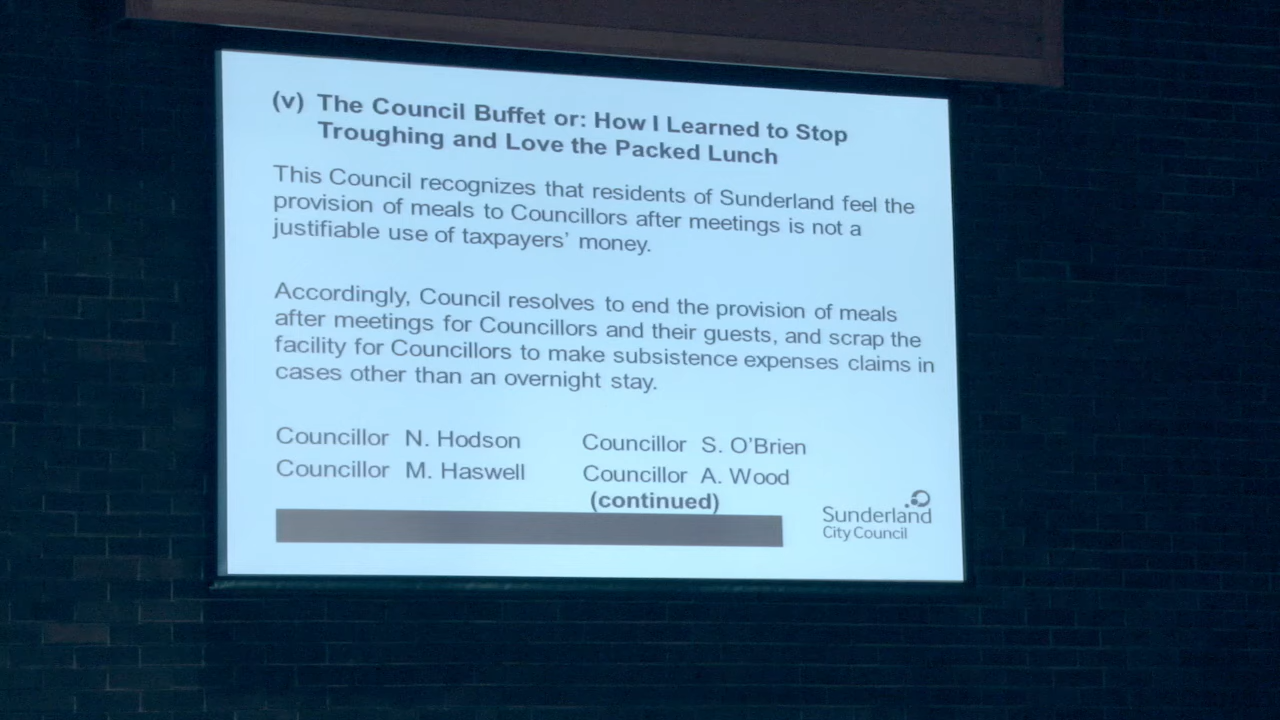 (v) The Council Buffet or: How I Learned to Stop
Troughing and Love the Packed Lunch
This Council recognizes that residents of Sunderland feel the
provision of meals to Councillors after meetings is not a
justifiable use of taxpayers’ money.
Accordingly, Council resolves to end the provision of meals
after meetings for Councillors and their guests, and scrap the
facility for Councillors to make subsistence expenses claims in
cases other than an overnight stay.
Councillor N. Hodson Councillor S. O’Brien
Councillor M. Haswell Councillor A. Wood
(continued)
Sunderland
City Council